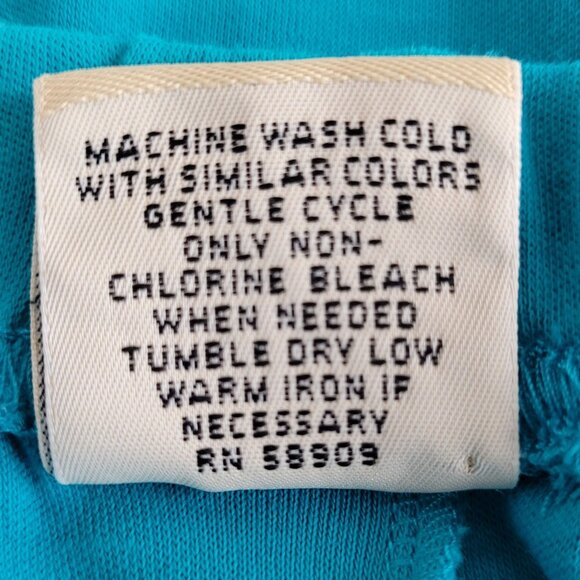 MACHINE WASH COLD
WITH SIMILAR COLORS
GENTLE CYCLE
ONLY NON-
CHLORINE BLEACH
WHEN NEEDED
TUMBLE DRY LOW
WARM IRON IF
NECESSARY
RN 58909